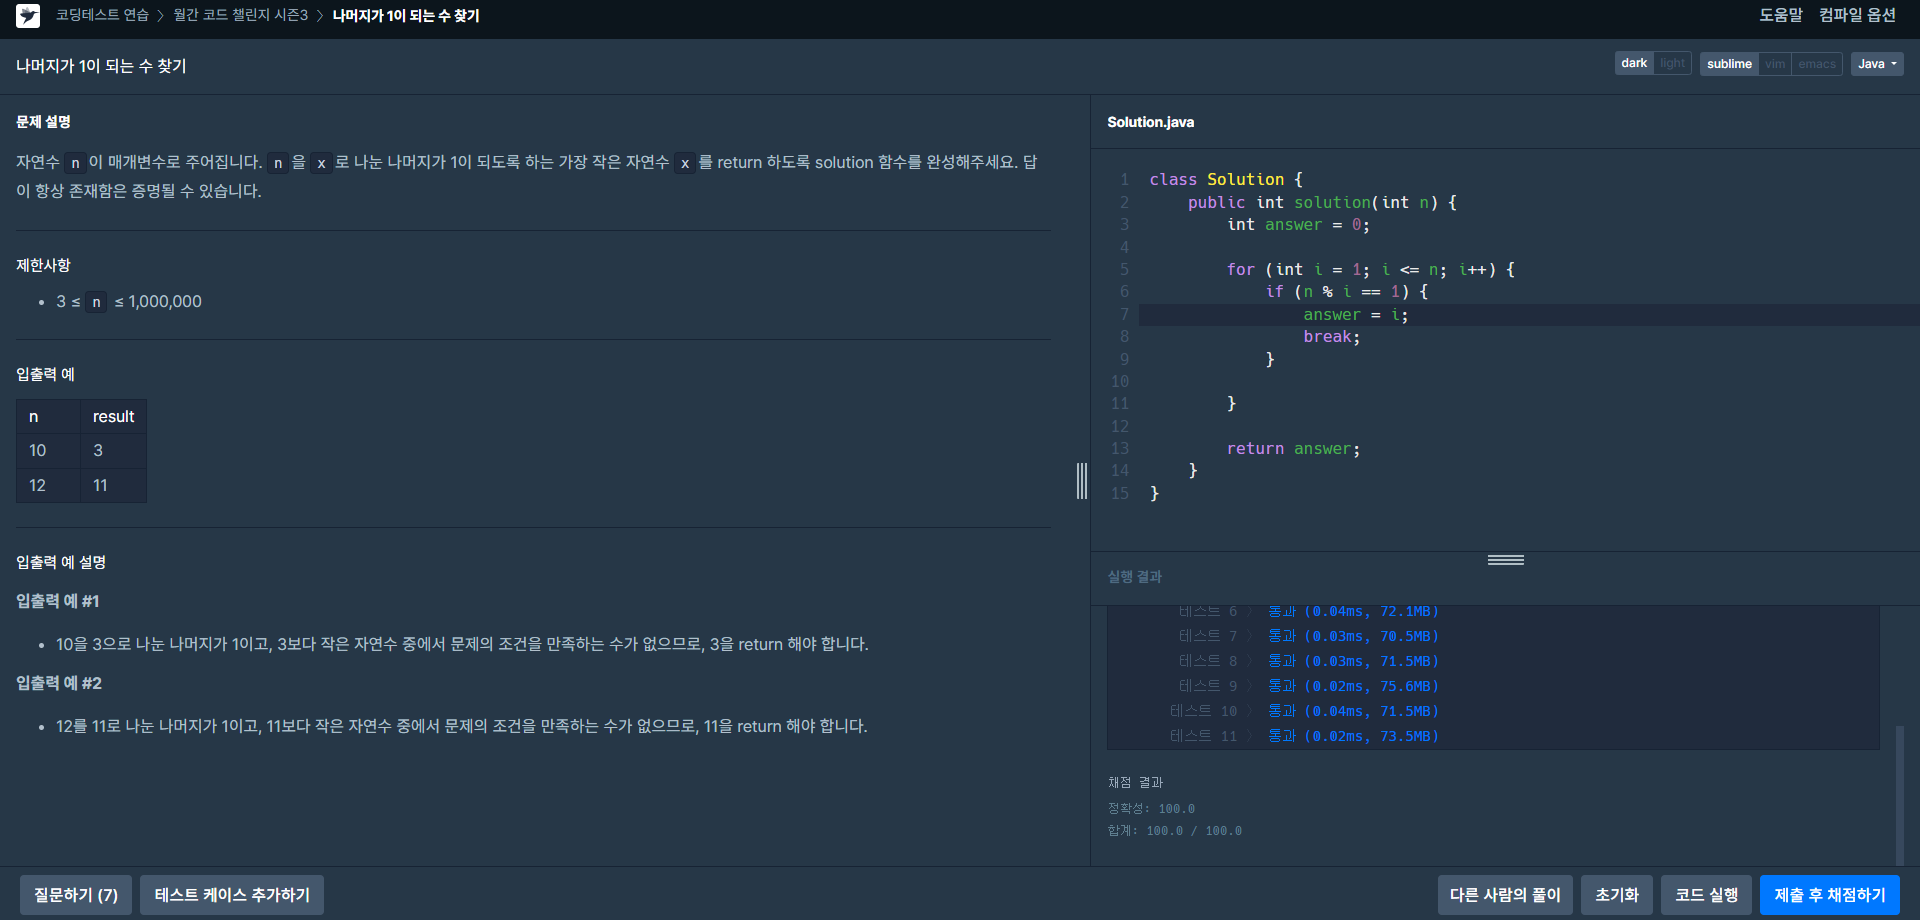 코딩테스트 연습 > 월간 코드 챌린지 시즌3 > 나머지가 1이 되는 수 찾기
도움말 컴파일 옵션
나머지가 1이 되는 수 찾기
dark light sublime vim emacs Java
문제 설명
자연수 n이 매개변수로 주어집니다. n을 x로 나눈 나머지가 1이 되도록 하는 가장 작은 자연수 x를 return 하도록 solution 함수를 완성해주세요. 답
이 항상 존재함은 증명될 수 있습니다.
제한사항
3 ≤ n ≤ 1,000,000
입출력 예
n result
10 3
12 11
입출력 예 설명
입출력 예 #1
10을 3으로 나눈 나머지가 1이고, 3보다 작은 자연수 중에서 문제의 조건을 만족하는 수가 없으므로, 3을 return 해야 합니다.
입출력 예 #2
12를 11로 나눈 나머지가 1이고, 11보다 작은 자연수 중에서 문제의 조건을 만족하는 수가 없으므로, 11을 return 해야 합니다.
Solution.java
1 class Solution {
2 public int solution(int n) {
3 int answer = 0;
4
5 for (int i = 1; i <= n; i++) {
6 if (n % i == 1) {
7 answer = i;
8 break;
9 }
10
11 }
12
13 return answer;
14 }
15 }
실행 결과
테스트 6 〉 통과 (0.04ms, 72.1MB)
테스트 7 〉 통과 (0.03ms, 70.5MB)
테스트 8 〉 통과 (0.03ms, 71.5MB)
테스트 9 〉 통과 (0.02ms, 75.6MB)
테스트 10 〉 통과 (0.04ms, 71.5MB)
테스트 11 〉 통과 (0.02ms, 73.5MB)
채점 결과
정확성: 100.0
합계: 100.0 / 100.0
질문하기 (7) 테스트 케이스 추가하기 다른 사람의 풀이 초기화 코드 실행 제출 후 채점하기